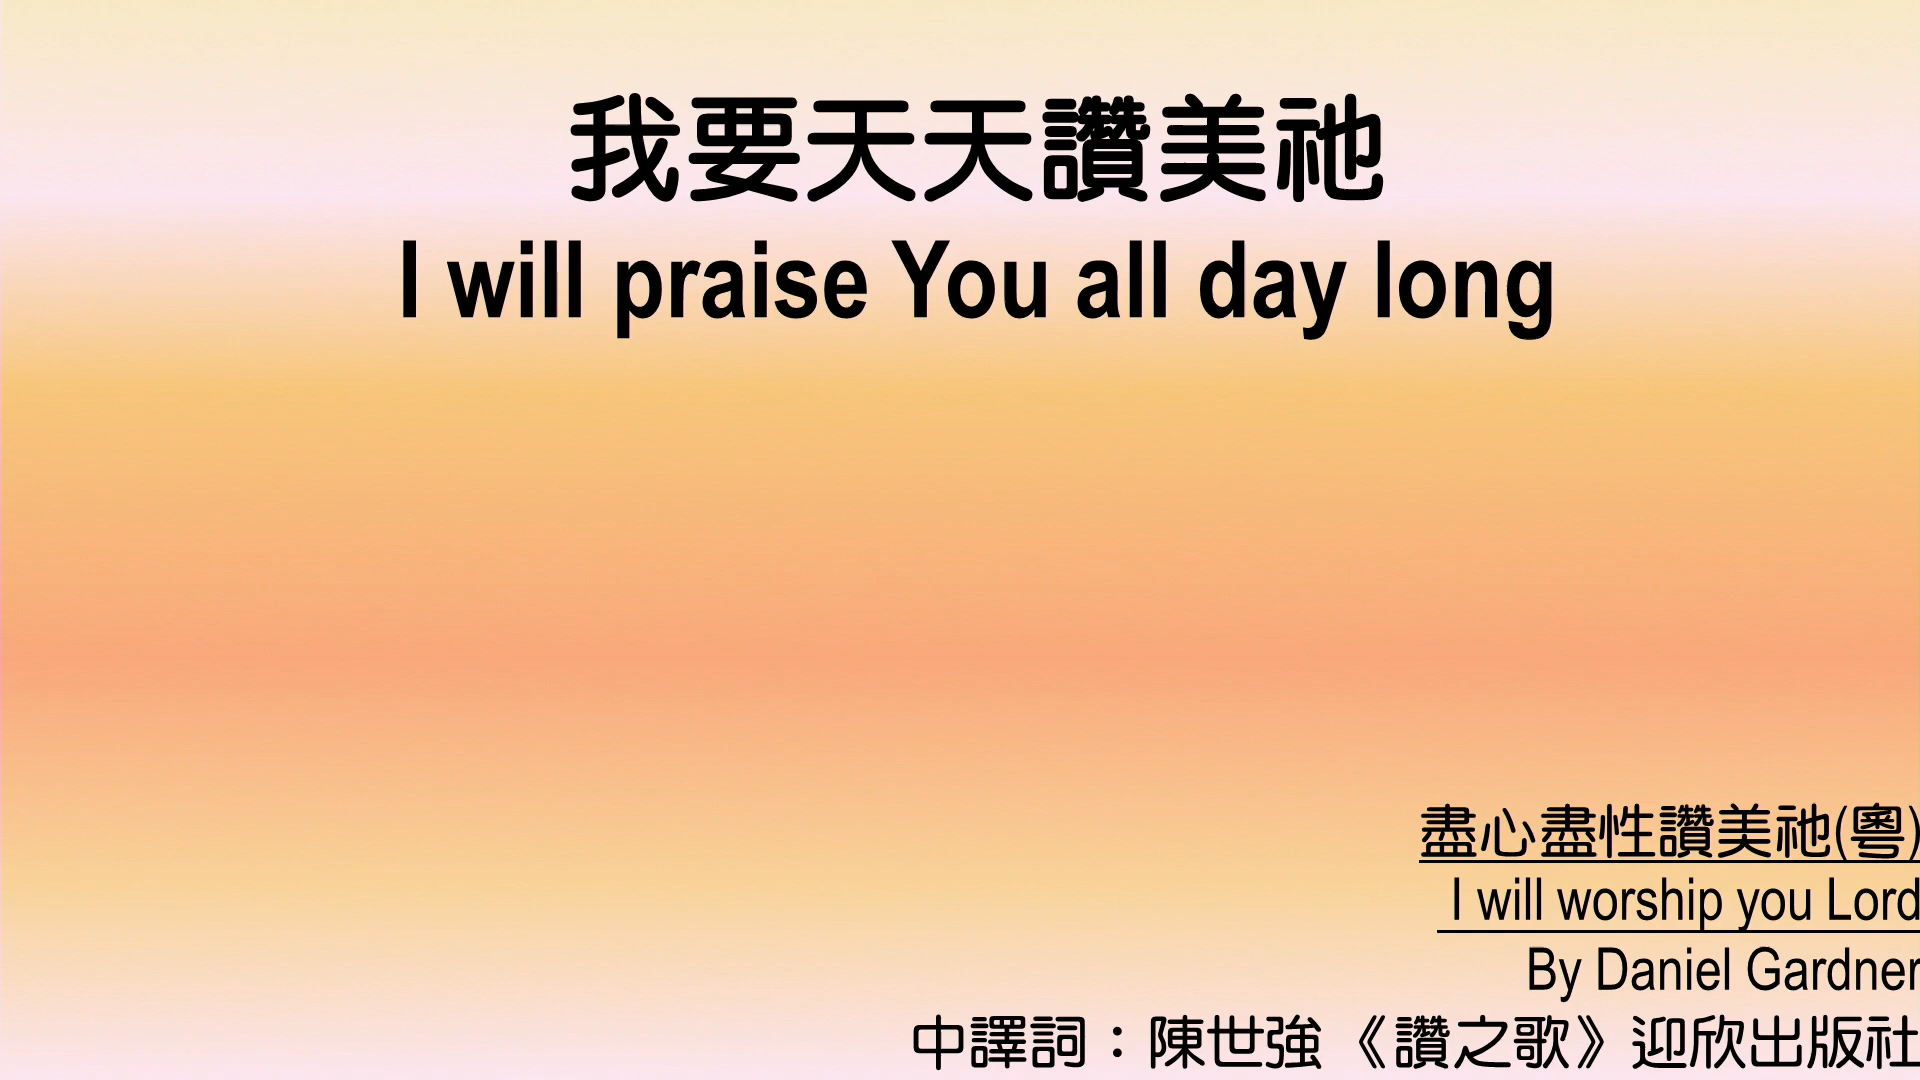 我要天天讚美祂
I will praise You all day long
盡心盡性讚美祂(粵)
I will worship you Lord
By Daniel Gardner
中譯詞：陳世強《讚之歌》迎欣出版社